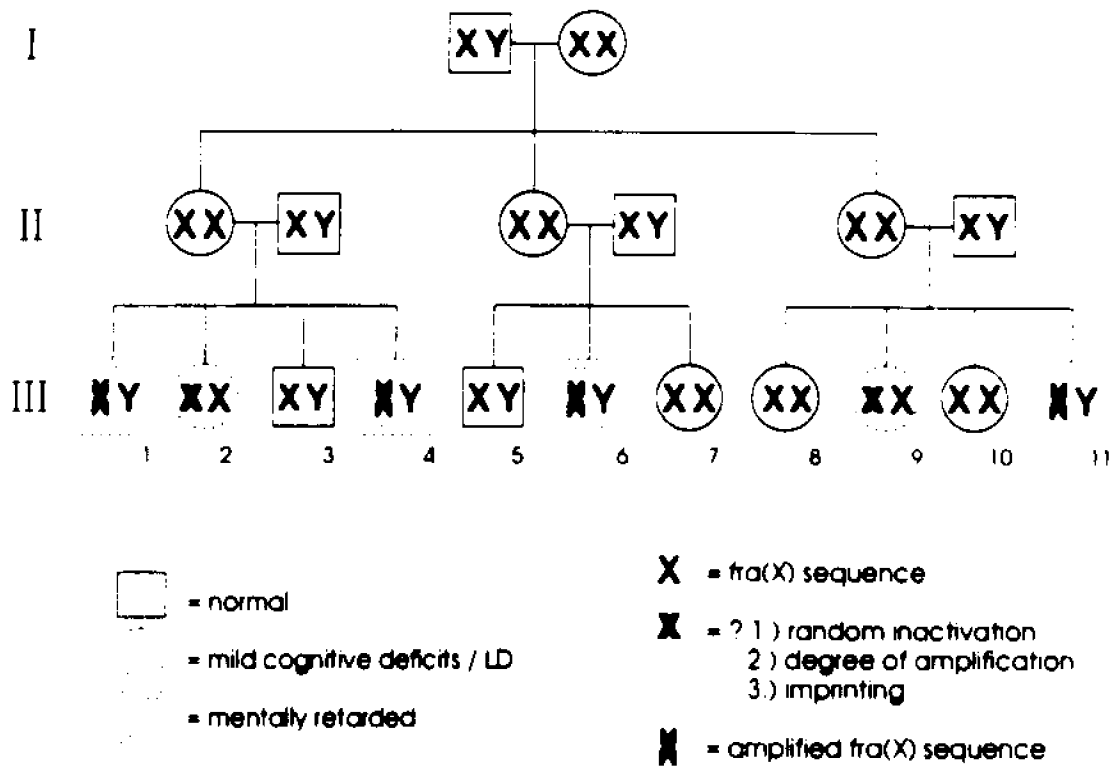 I
XY XX
II
XX XY XX XY XX XY
III
XY XX XY XY XY XY XX XX XX XX XY
1 2 3 4 5 6 7 8 9 10 11
= normal
= mild cognitive deficits / LD
= mentally retarded
X = fra(X) sequence
X = ? 1.) random inactivation
2.) degree of amplification
3.) imprinting
X = amplified fra(X) sequence